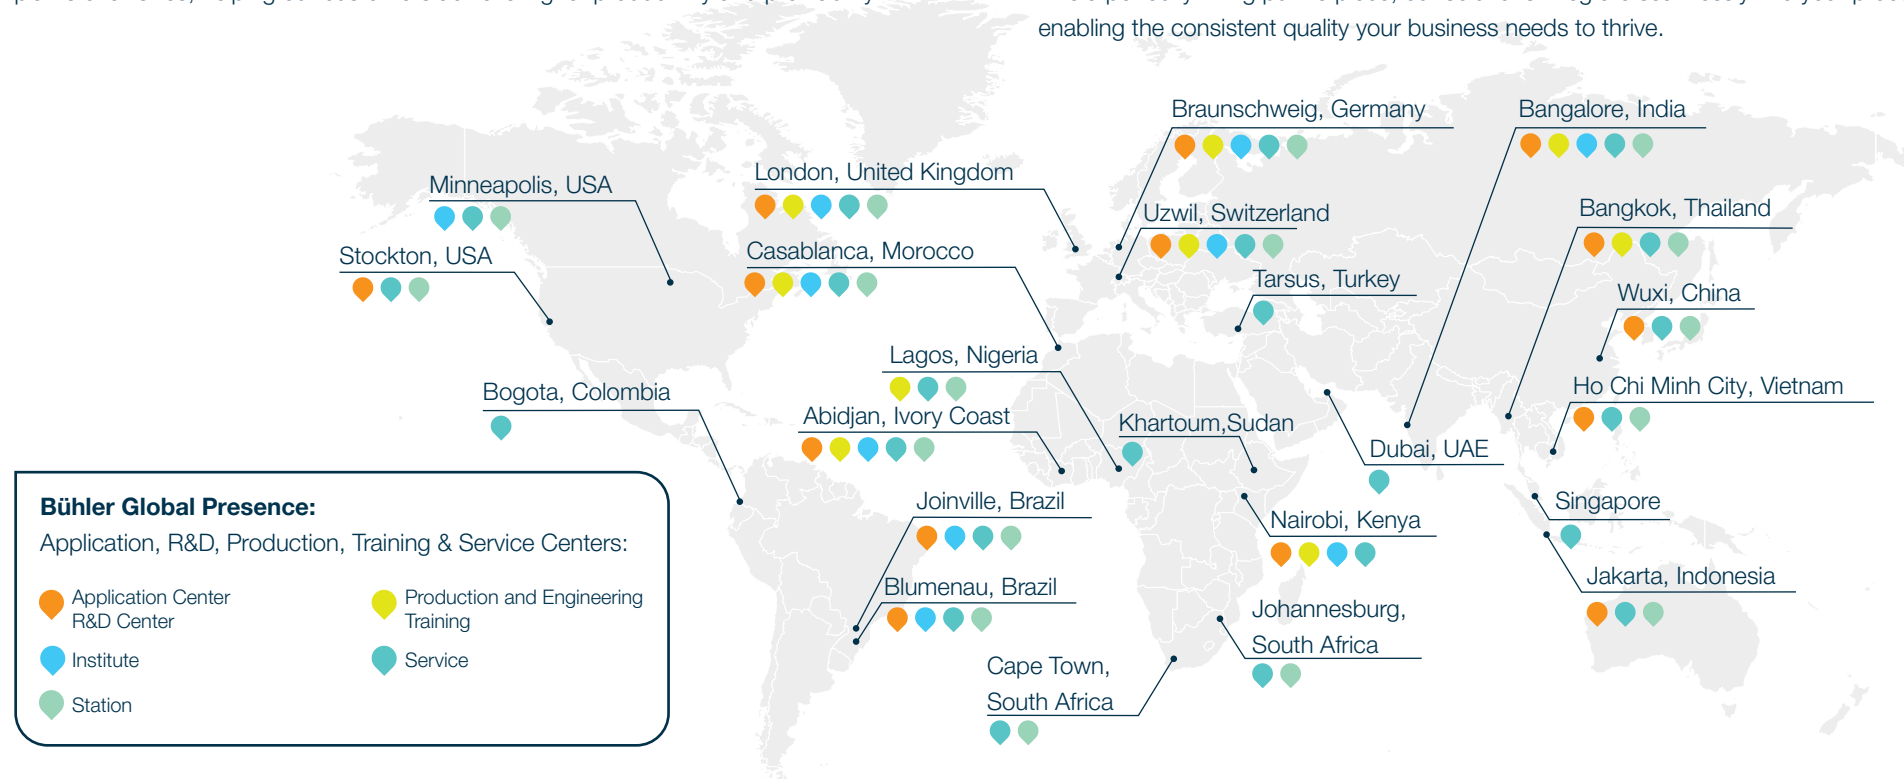 enabling the consistent quality your business needs to thrive.
Braunschweig, Germany
Bangalore, India
London, United Kingdom
Minneapolis, USA
Uzwil, Switzerland
Bangkok, Thailand
Stockton, USA
Casablanca, Morocco
Tarsus, Turkey
Wuxi, China
Lagos, Nigeria
Bogota, Colombia
Ho Chi Minh City, Vietnam
Abidjan, Ivory Coast
Khartoum,Sudan
Dubai, UAE
Joinville, Brazil
Singapore
Nairobi, Kenya
Blumenau, Brazil
Jakarta, Indonesia
Johannesburg,
South Africa
Cape Town,
South Africa
Bühler Global Presence:
Application, R&D, Production, Training & Service Centers:
Application Center
R&D Center
Production and Engineering
Training
Institute
Service
Station